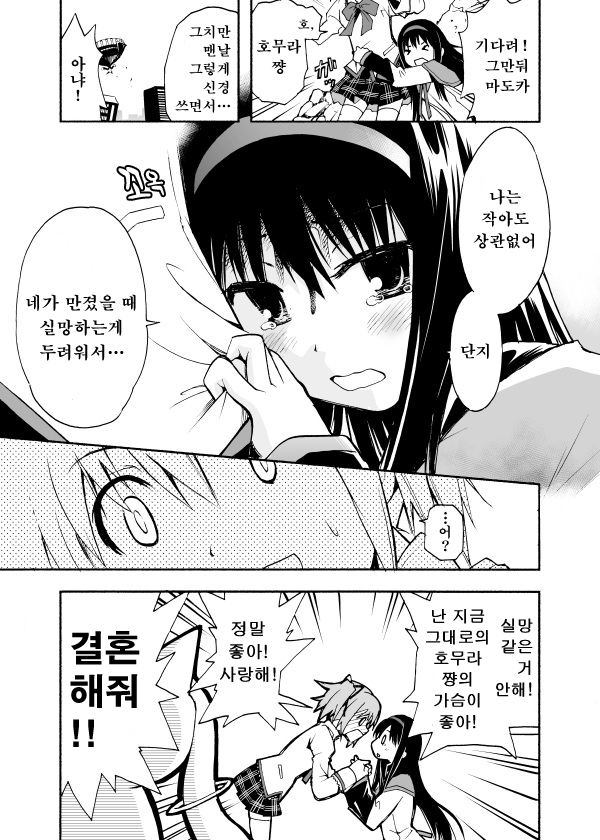 기다려!
그만둬
마도카
호,
호무라
쨩
그치만
맨날
그렇게
신경
쓰면서…
아냐!
나는
작아도
상관없어
단지
꼬옥
네가 만졌을 때
실망하는게
두려워서…
…어?
실망
같은
거
안해!
난 지금
그대로의
호무라
쨩의
가슴이
좋아!
정말
좋아!
사랑해!
결혼
해줘
!!